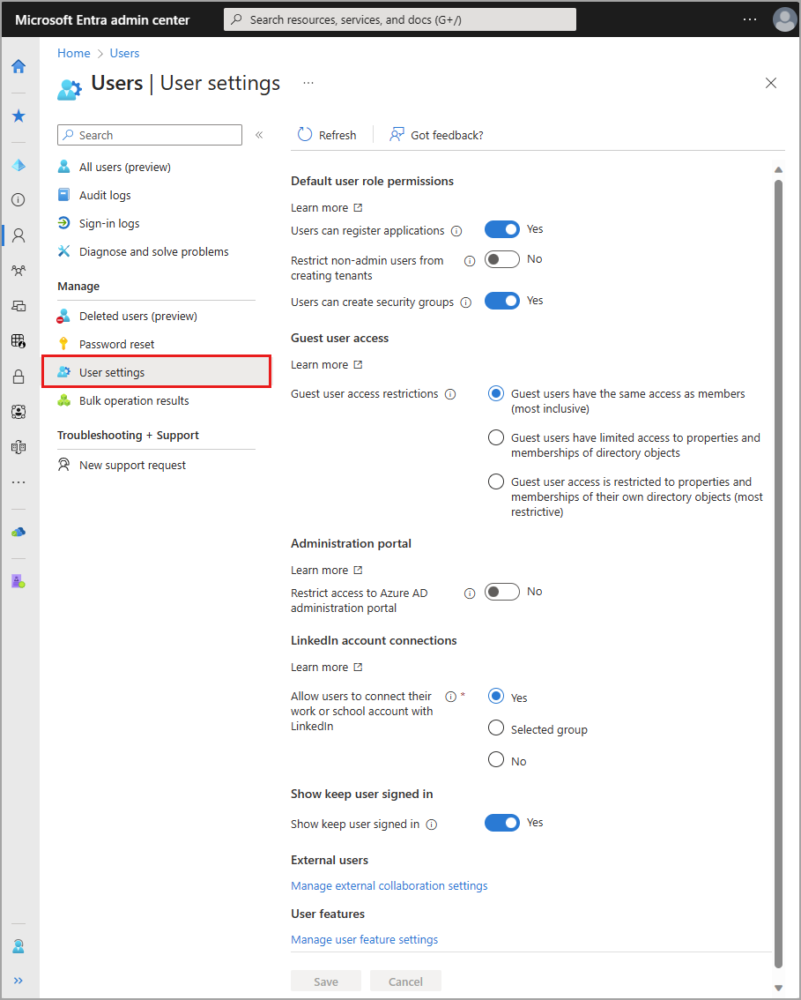 Microsoft Entra admin center
Search resources, services, and docs (G+/)
...
Home > Users
Users | User settings
...
Search
«
All users (preview)
Audit logs
Sign-in logs
Diagnose and solve problems
Manage
Deleted users (preview)
Password reset
User settings
Bulk operation results
Troubleshooting + Support
New support request
Refresh
Got feedback?
Default user role permissions
Learn more
Users can register applications
Yes
Restrict non-admin users from
creating tenants
No
Users can create security groups
Yes
Guest user access
Learn more
Guest user access restrictions
Guest users have the same access as members
(most inclusive)
Guest users have limited access to properties and
memberships of directory objects
Guest user access is restricted to properties and
memberships of their own directory objects (most
restrictive)
Administration portal
Learn more
Restrict access to Azure AD
administration portal
No
LinkedIn account connections
Learn more
Allow users to connect their
work or school account with
LinkedIn
*
Yes
Selected group
No
Show keep user signed in
Show keep user signed in
Yes
External users
Manage external collaboration settings
User features
Manage user feature settings
Save
Cancel